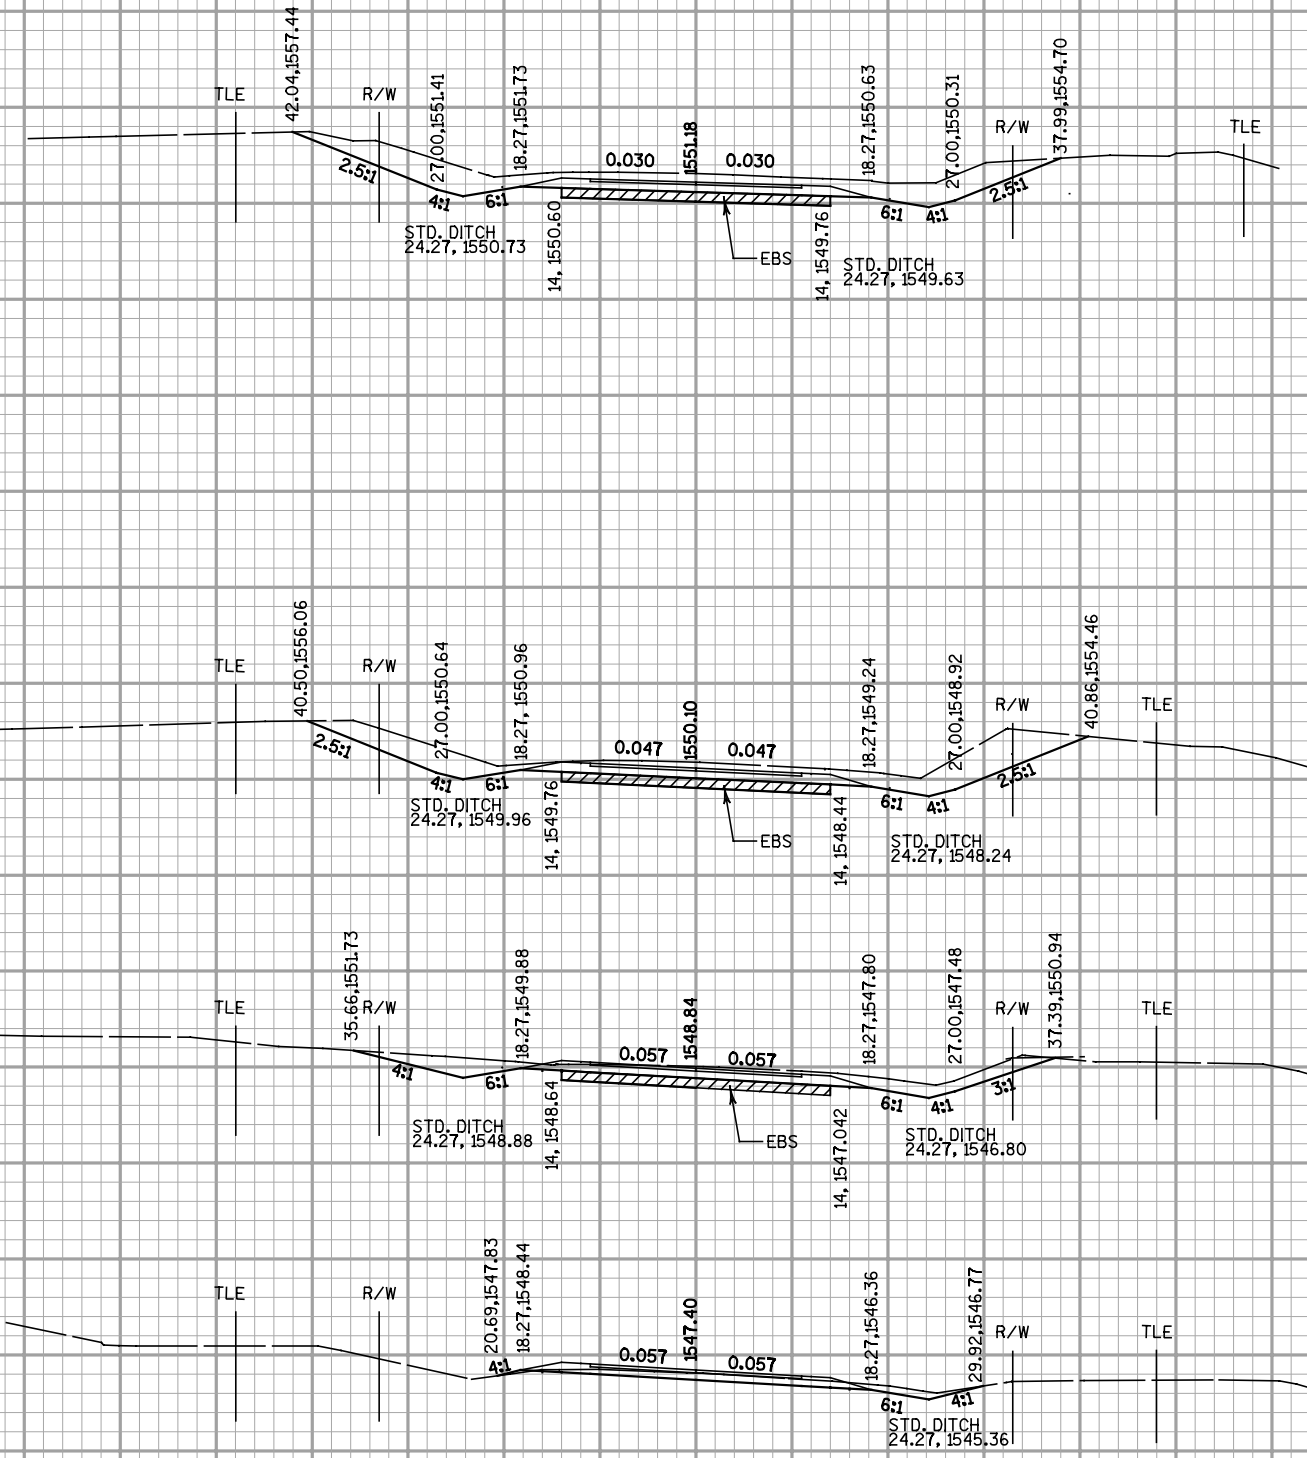 42.04,1557.44
TLE
R/W
27.00,1551.41
18.27,1551.73
1551.18
18.27,1550.63
27.00,1550.31
37.99,1554.70
R/W
TLE
0.030
0.030
2.5:1
4:1
6:1
6:1
4:1
2.5:1
STD. DITCH
24.27, 1550.73
14, 1550.60
EBS
14, 1549.76
STD. DITCH
24.27, 1549.63
40.50,1556.06
TLE
R/W
27.00,1550.64
18.27, 1550.96
1550.10
18.27,1549.24
27.00,1548.92
R/W
40.86,1554.46
TLE
0.047
0.047
2.5:1
4:1
6:1
6:1
4:1
2.5:1
STD. DITCH
24.27, 1549.96
14, 1549.76
EBS
14, 1548.44
STD. DITCH
24.27, 1548.24
TLE
35.66,1551.73
R/W
18.27,1549.88
1548.84
18.27,1547.80
27.00,1547.48
R/W
37.39,1550.94
TLE
0.057
0.057
4:1
6:1
6:1
4:1
3:1
STD. DITCH
24.27, 1548.88
14, 1548.64
EBS
14, 1547.042
STD. DITCH
24.27, 1546.80
TLE
R/W
20.69,1547.83
18.27,1548.44
1547.40
18.27,1546.36
29.92,1546.77
R/W
TLE
4:1
0.057
0.057
6:1
4:1
STD. DITCH
24.27, 1545.36